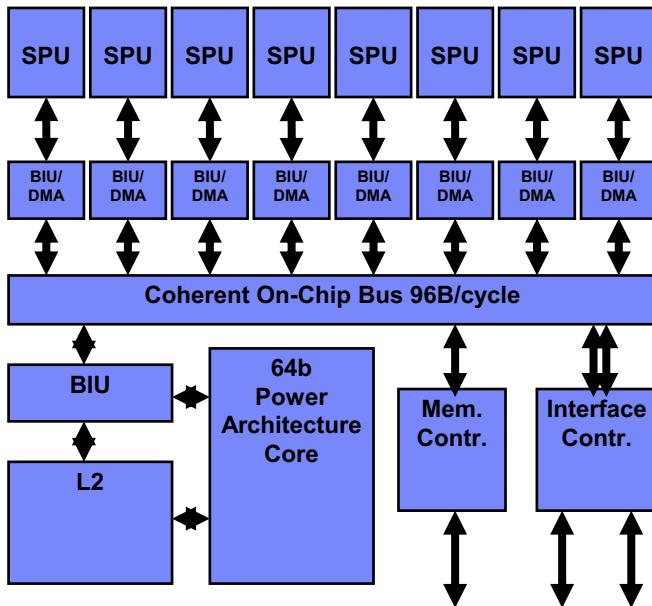 SPU SPU SPU SPU SPU SPU SPU SPU
BIU/ BIU/ BIU/ BIU/ BIU/ BIU/ BIU/ BIU/
DMA DMA DMA DMA DMA DMA DMA DMA
Coherent On-Chip Bus 96B/cycle
BIU
L2
64b
Power
Architecture
Core
Mem.
Contr.
Interface
Contr.